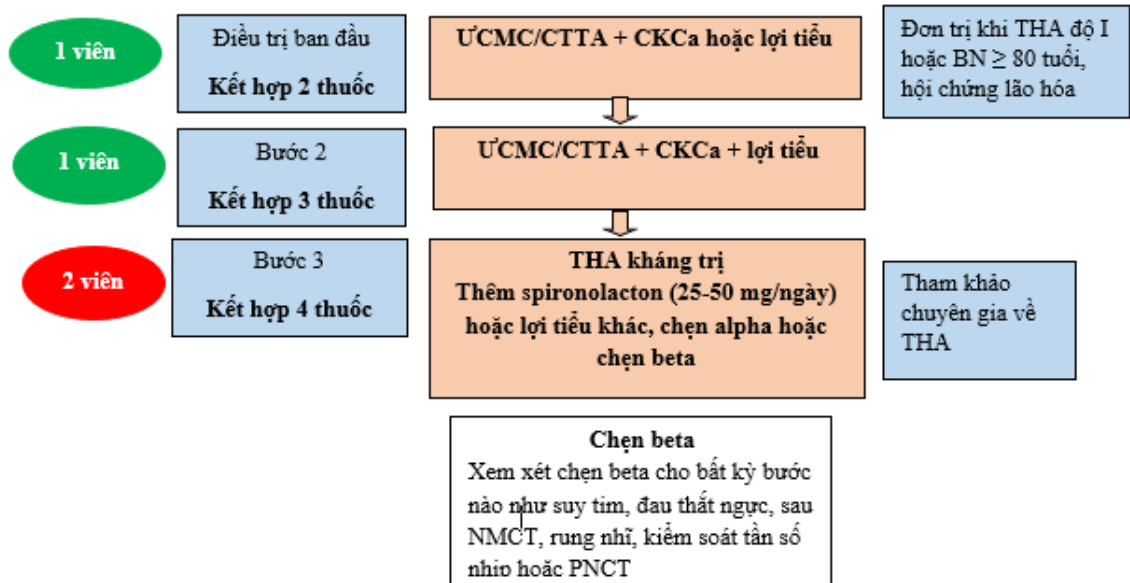 1 viên
Điều trị ban đầu
Kết hợp 2 thuốc
ƯCMC/CTTA + CKCa hoặc lợi tiểu
Đơn trị khi THA độ I
hoặc BN ≥ 80 tuổi,
hội chứng lão hóa
1 viên
Bước 2
Kết hợp 3 thuốc
ƯCMC/CTTA + CKCa + lợi tiểu
2 viên
Bước 3
Kết hợp 4 thuốc
THA kháng trị
Thêm spironolacton (25-50 mg/ngày)
hoặc lợi tiểu khác, chẹn alpha hoặc
chẹn beta
Tham khảo
chuyên gia về
THA
Chẹn beta
Xem xét chẹn beta cho bất kỳ bước
nào như suy tim, đau thắt ngực, sau
NMCT, rung nhĩ, kiểm soát tần số
nhịp hoặc PNCT